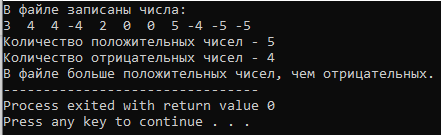 В файле записаны числа:
3  4  4 -4  2  0  0  5 -4 -5 -5
Количество положительных чисел - 5
Количество отрицательных чисел - 4
В файле больше положительных чисел, чем отрицательных.
--------------------------------
Process exited with return value 0
Press any key to continue . . .